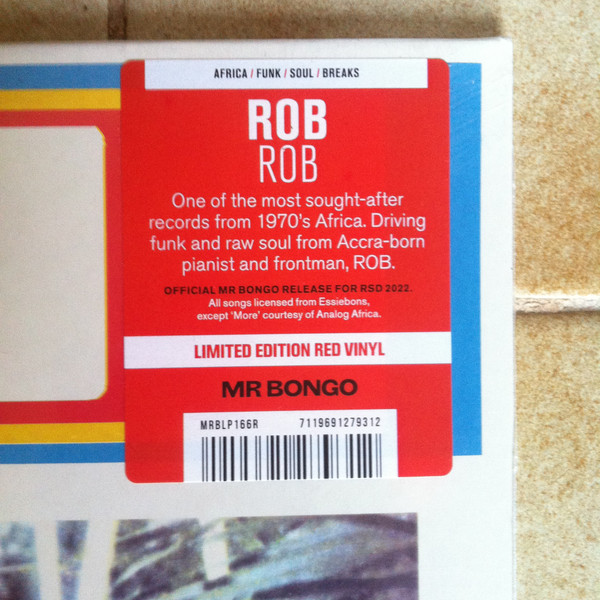 AFRICA / FUNK / SOUL / BREAKS
ROB
ROB
One of the most sought-after
records from 1970's Africa. Driving
funk and raw soul from Accra-born
pianist and frontman, ROB.
OFFICIAL MR BONGO RELEASE FOR RSD 2022.
All songs licensed from Essiebons,
except 'More' courtesy of Analog Africa.
LIMITED EDITION RED VINYL
MR BONGO
MRBLP166R 7119691279312